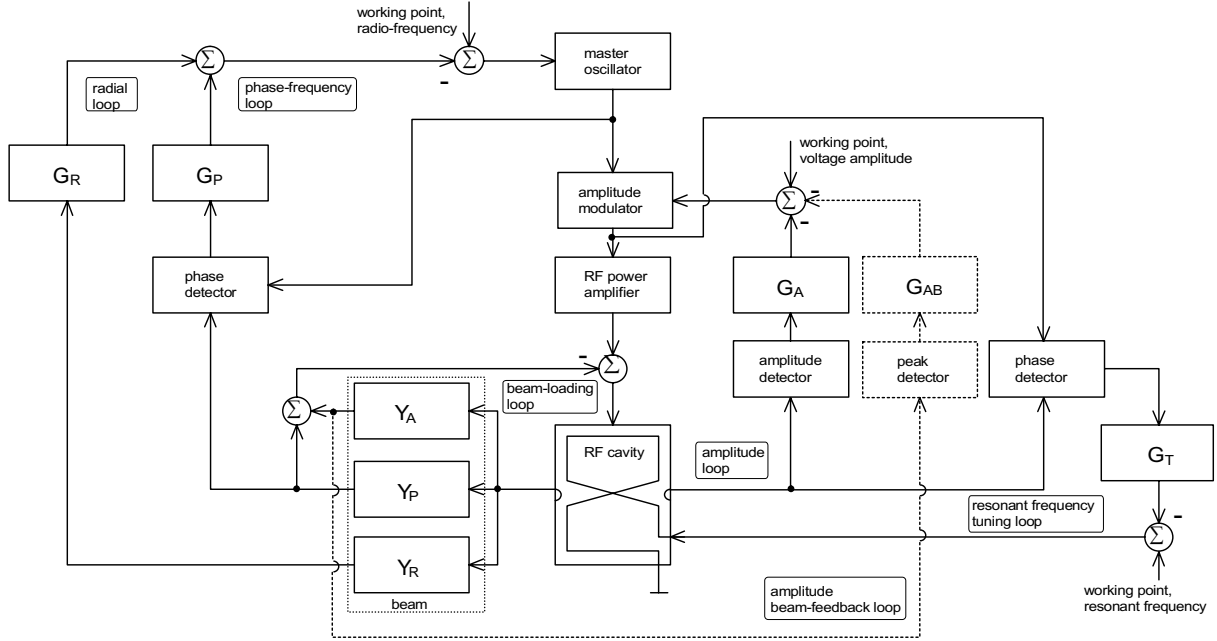 working point,
radio-frequency
Σ
Σ
-
master
oscillator
radial
loop
phase-frequency
loop
G_R
G_P
working point,
voltage amplitude
amplitude
modulator
Σ
-
-
phase
detector
RF power
amplifier
G_A
G_AB
-
Σ
amplitude
detector
peak
detector
phase
detector
beam-loading
loop
Σ
Y_A
RF cavity
amplitude
loop
G_T
Y_P
resonant frequency
tuning loop
-
Σ
Y_R
beam
amplitude
beam-feedback loop
working point,
resonant frequency